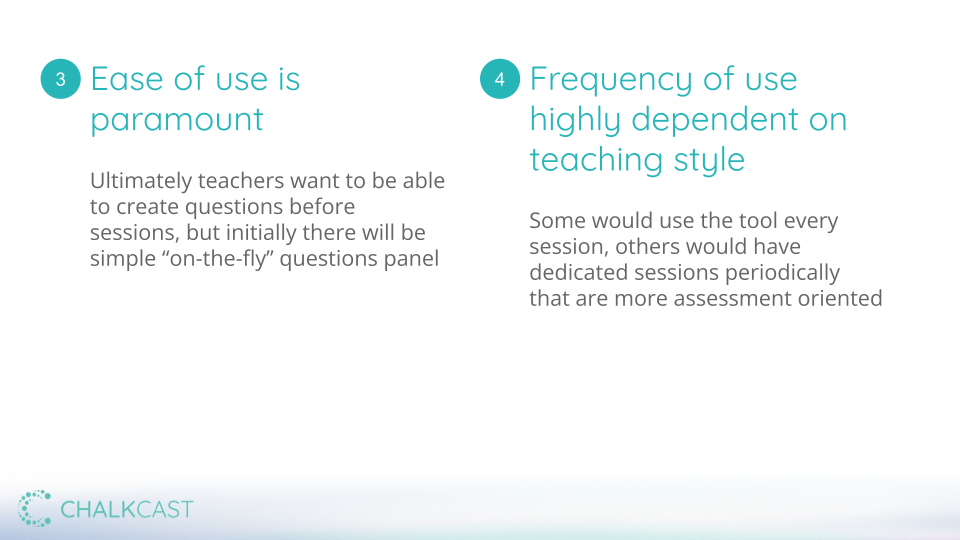 3
Ease of use is
paramount
Ultimately teachers want to be able
to create questions before
sessions, but initially there will be
simple “on-the-fly” questions panel
4
Frequency of use
highly dependent on
teaching style
Some would use the tool every
session, others would have
dedicated sessions periodically
that are more assessment oriented
CHALKCAST